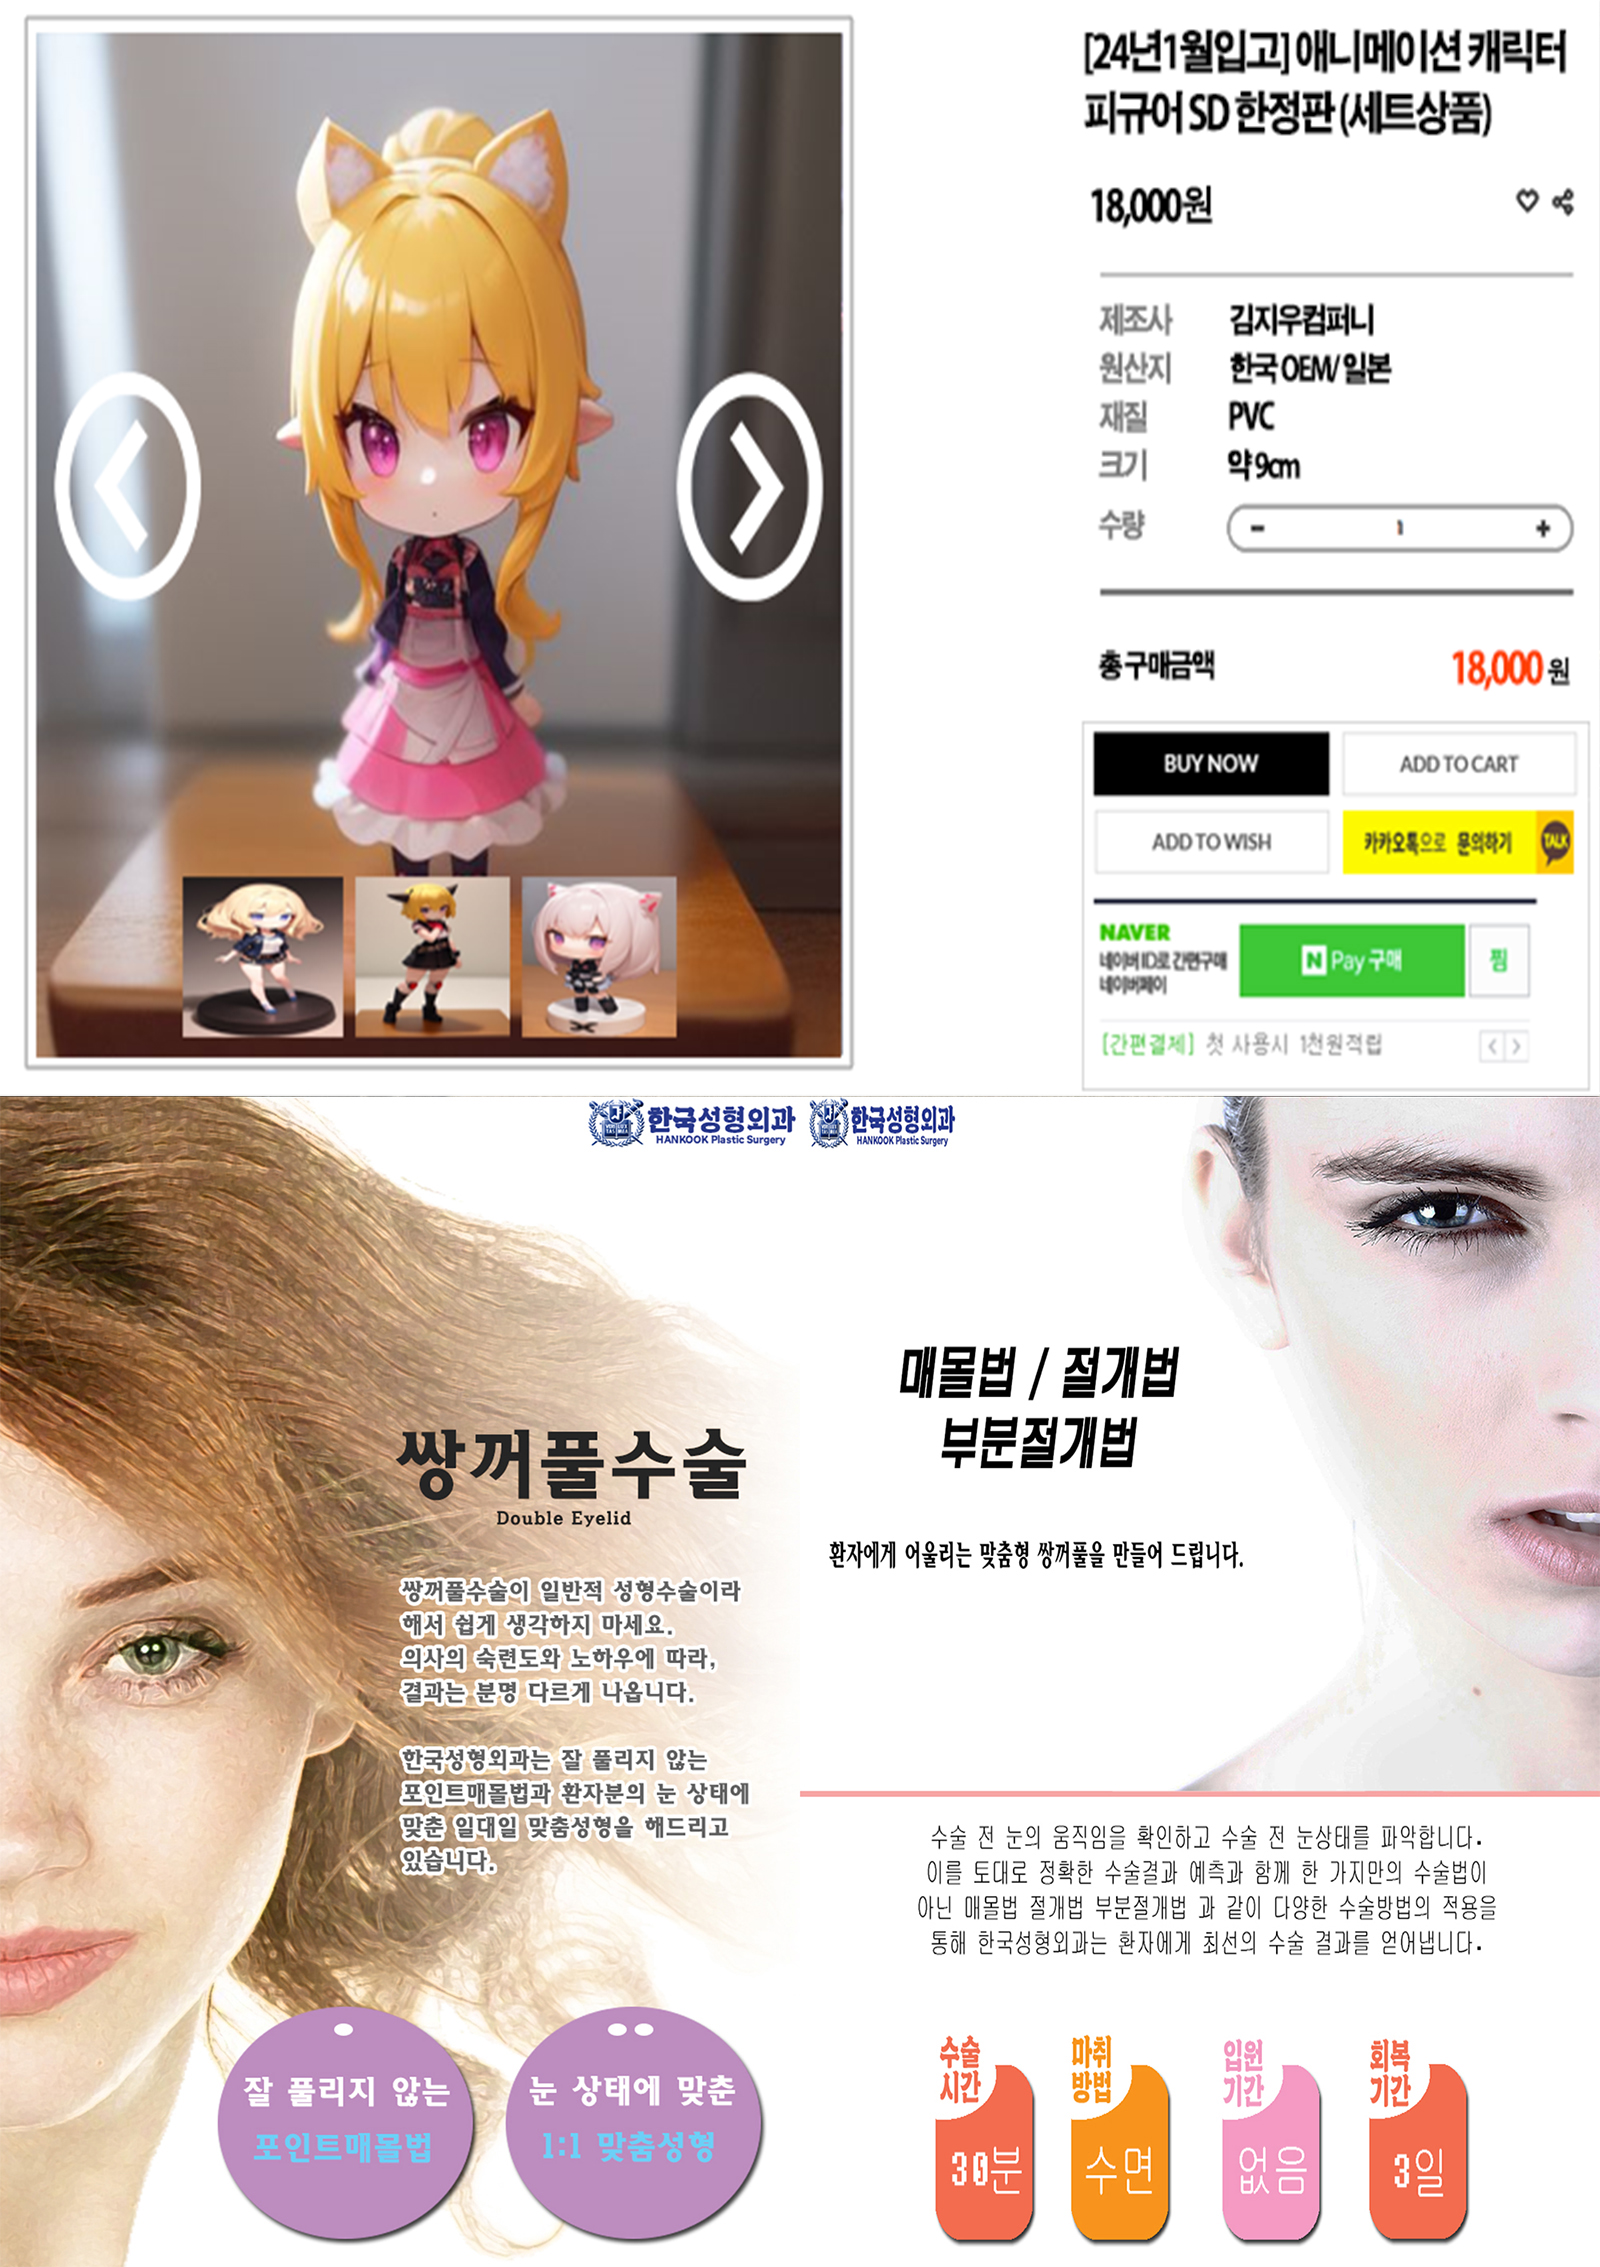 [24년1월입고] 애니메이션 캐릭터
피규어 SD 한정판 (세트상품)
18,000원
제조사 김지우컴퍼니
원산지 한국 OEM/ 일본
재질 PVC
크기 약 9cm
수량 - 1 +
총 구매금액 18,000 원
BUY NOW ADD TO CART
ADD TO WISH 카카오톡으로 문의하기 TALK
NAVER
네이버 ID로 간편구매
네이버페이
N Pay 구매 찜
[간편결제] 첫 사용시 1천원적립
한국성형외과
HANKOOK Plastic Surgery
한국성형외과
HANKOOK Plastic Surgery
쌍꺼풀수술
Double Eyelid
쌍꺼풀수술이 일반적 성형수술이라
해서 쉽게 생각하지 마세요.
의사의 숙련도와 노하우에 따라,
결과는 분명 다르게 나옵니다.
한국성형외과는 잘 풀리지 않는
포인트매몰법과 환자분의 눈 상태에
맞춘 일대일 맞춤성형을 해드리고
있습니다.
잘 풀리지 않는
포인트매몰법
눈 상태에 맞춘
1:1 맞춤성형
매몰법 / 절개법
부분절개법
환자에게 어울리는 맞춤형 쌍꺼풀을 만들어 드립니다.
수술 전 눈의 움직임을 확인하고 수술 전 눈상태를 파악합니다.
이를 토대로 정확한 수술결과 예측과 함께 한 가지만의 수술법이
아닌 매몰법 절개법 부분절개법 과 같이 다양한 수술방법의 적용을
통해 한국성형외과는 환자에게 최선의 수술 결과를 얻어냅니다.
수술
시간
30분
마취
방법
수면
입원
기간
없음
회복
기간
3일